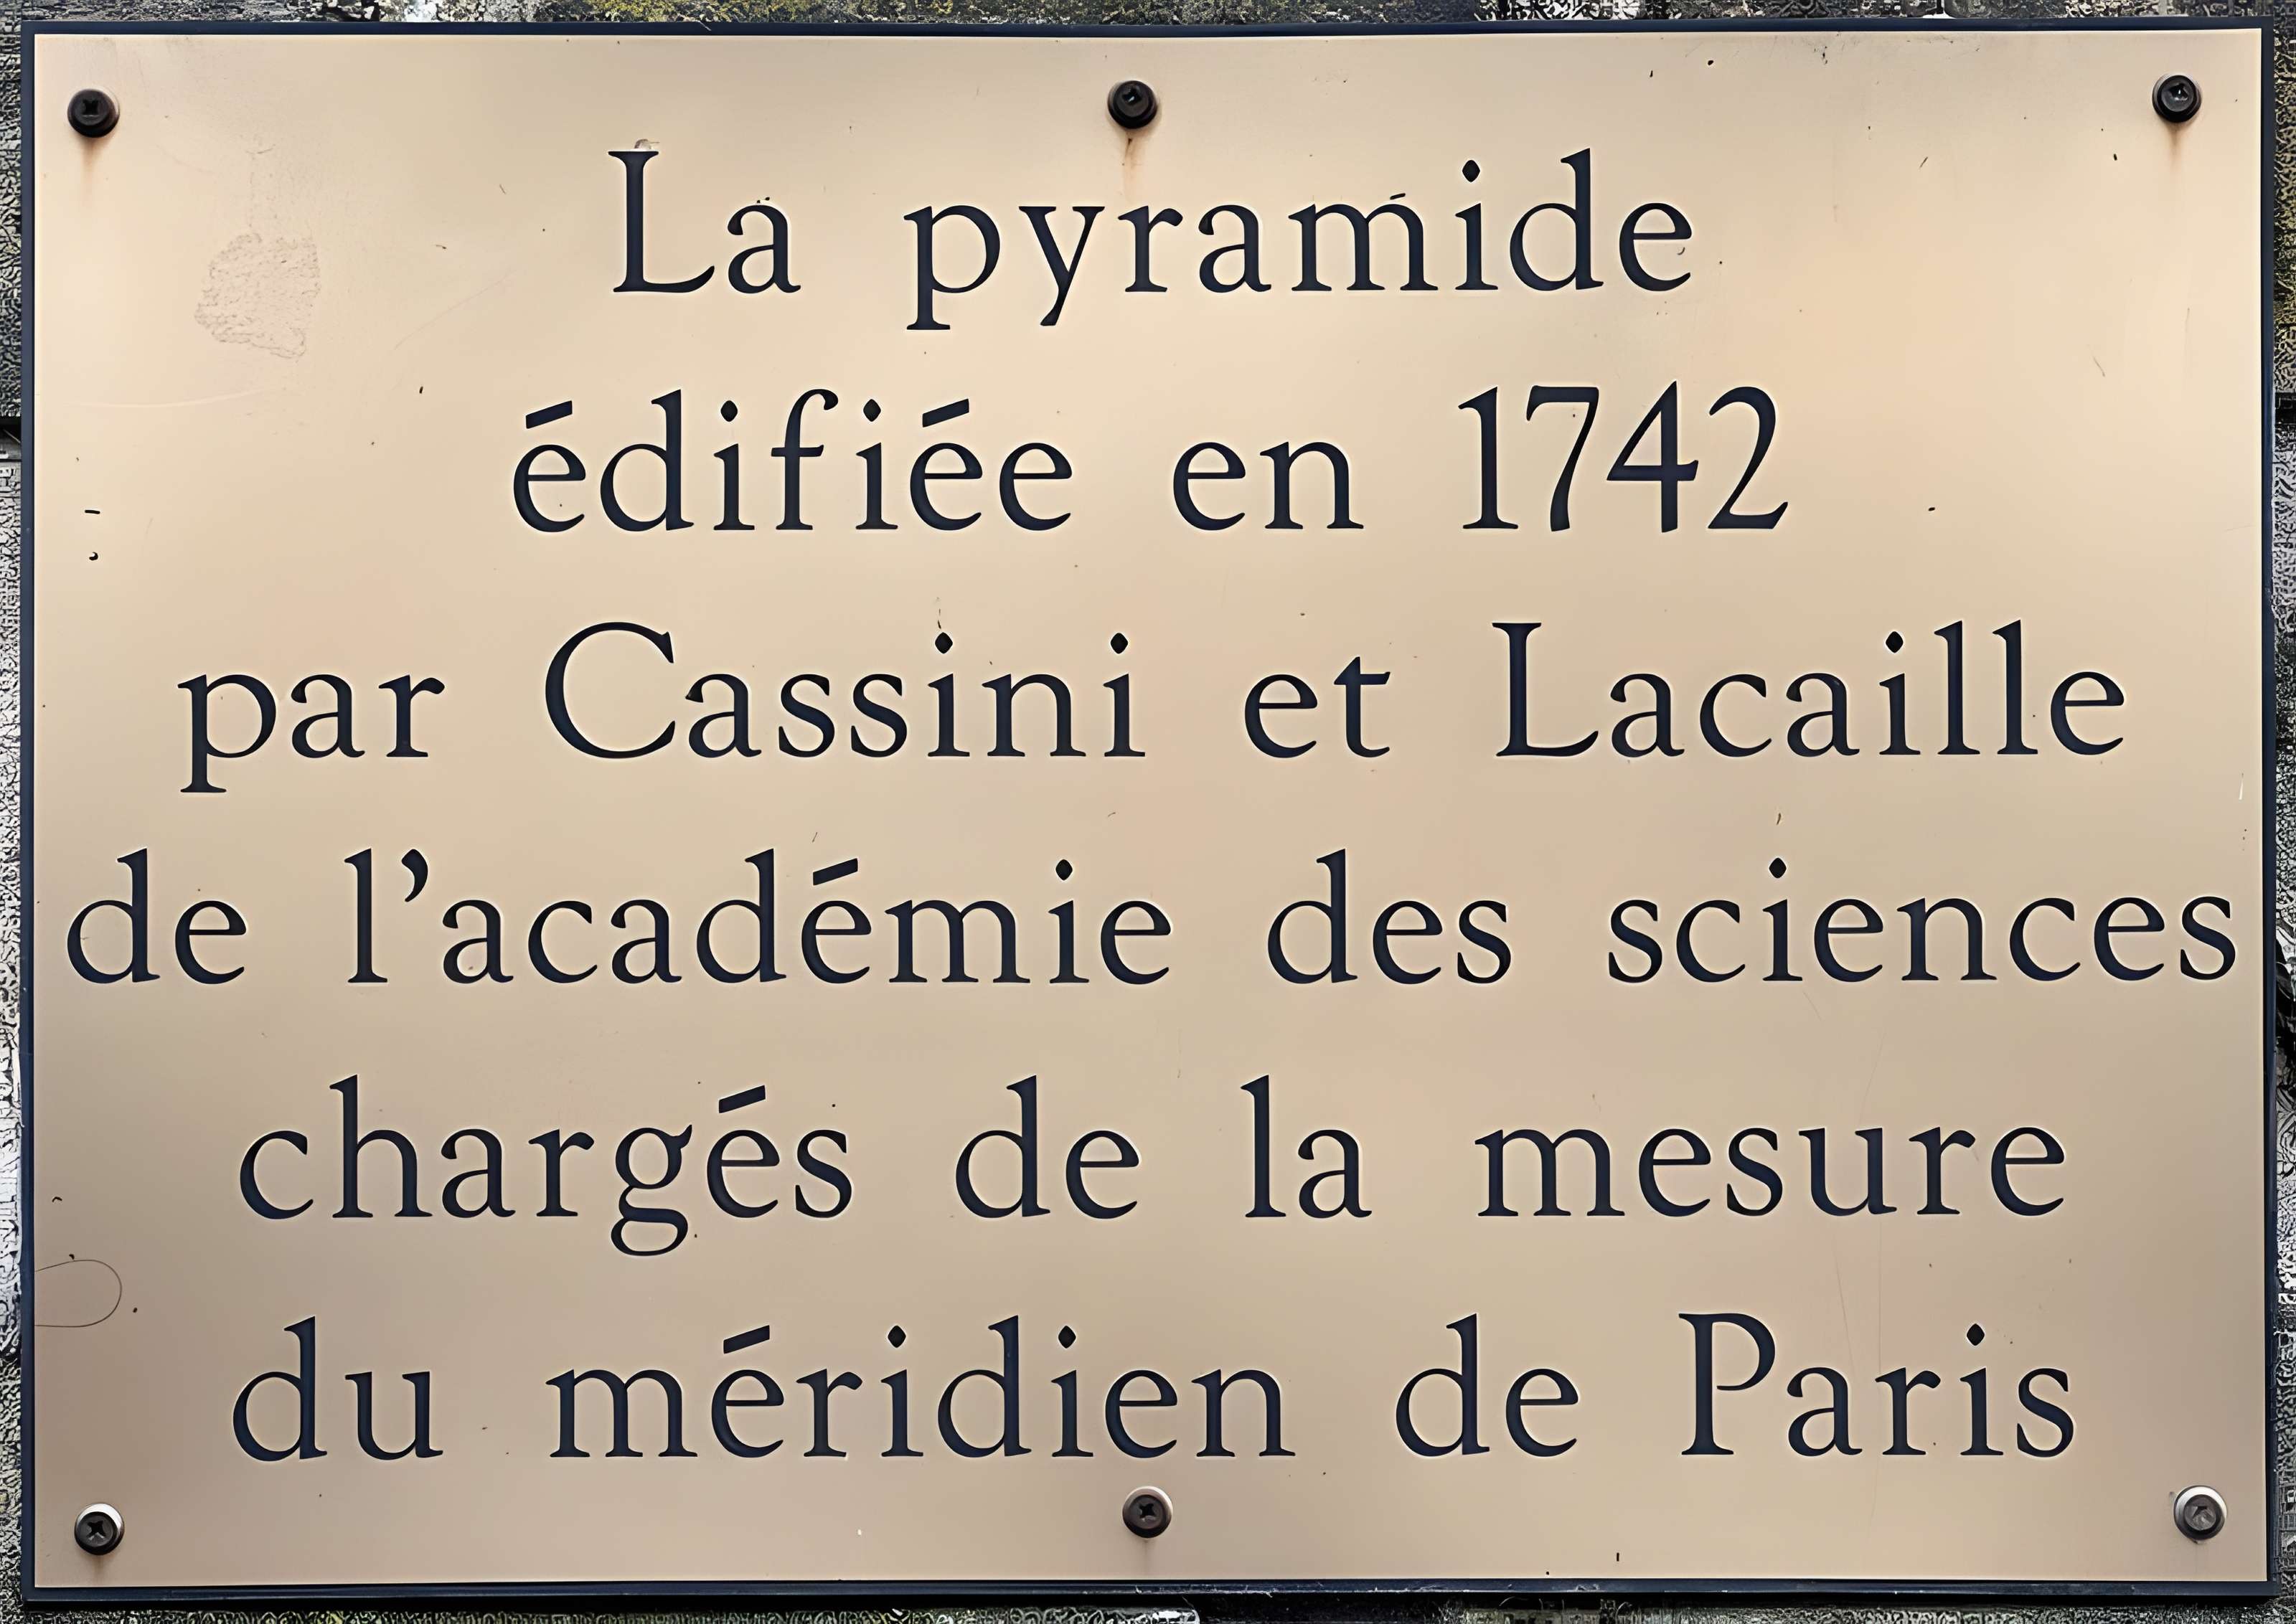 La pyramide
édifiée en 1742
par Cassini et Lacaille
de l’académie des sciences
chargés de la mesure
du méridien de Paris